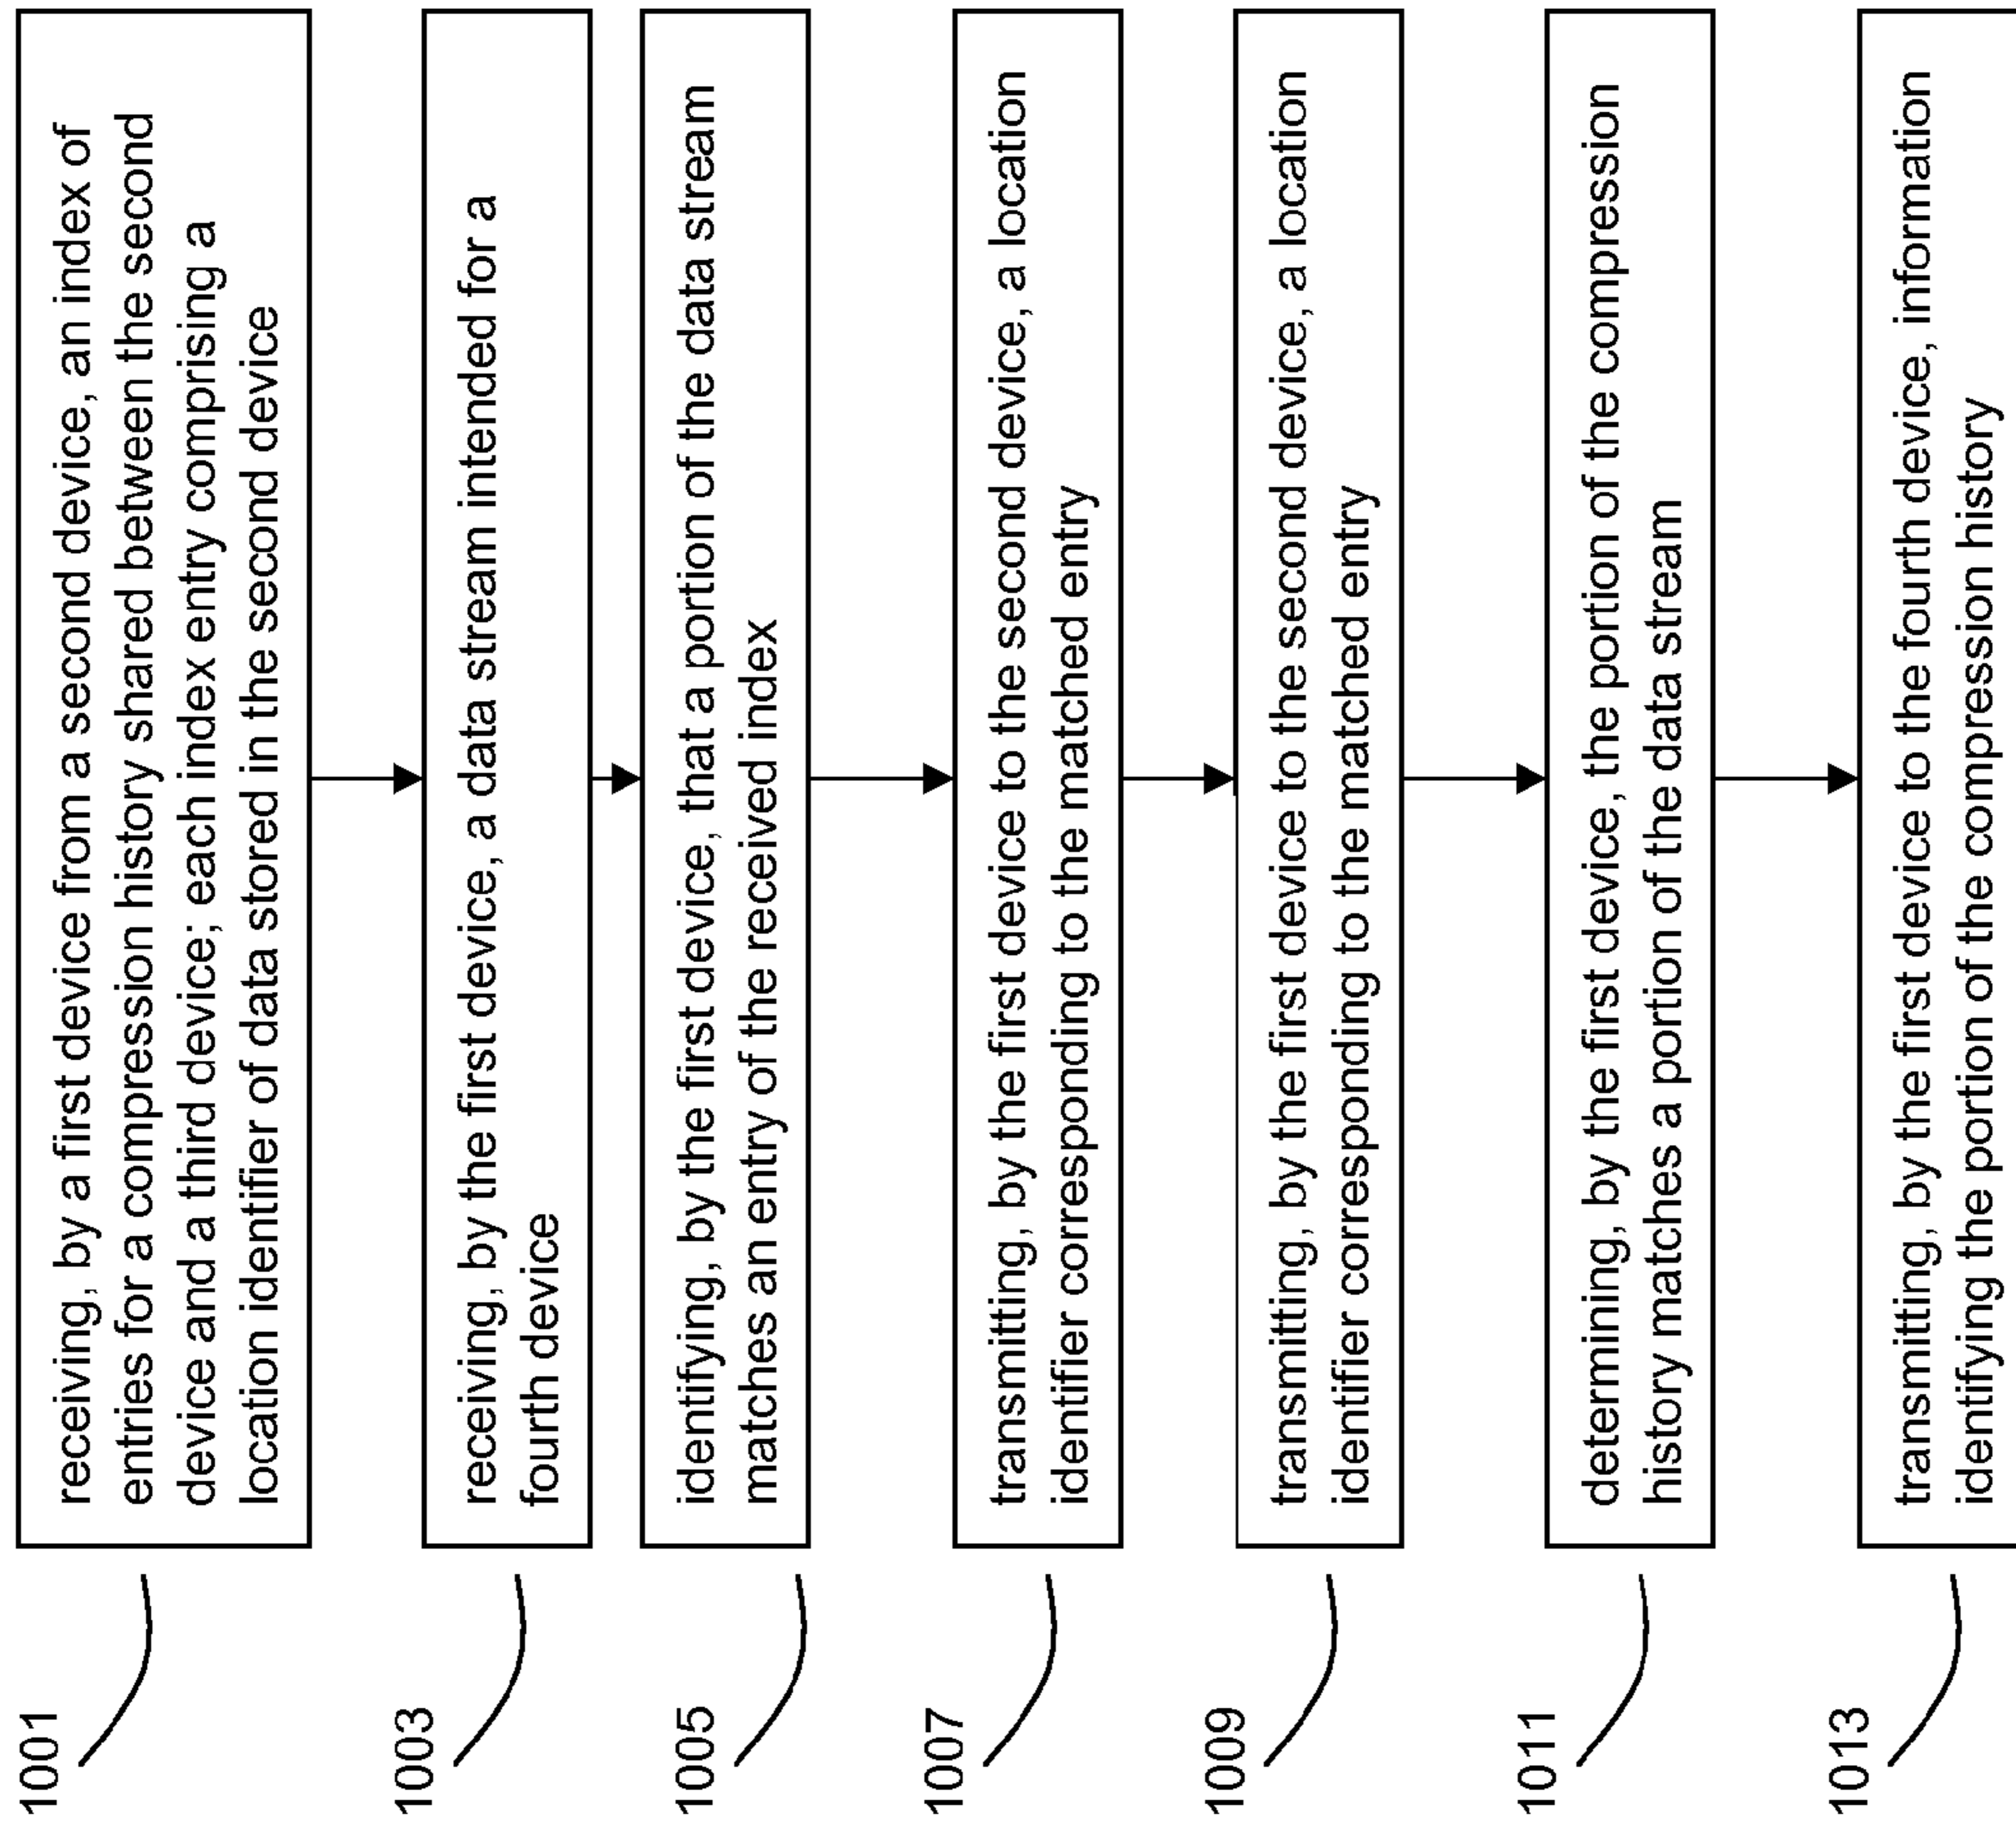 1001
receiving, by a first device from a second device, an index of
entries for a compression history shared between the second
device and a third device; each index entry comprising a
location identifier of data stored in the second device
1003
receiving, by the first device, a data stream intended for a
fourth device
1005
identifying, by the first device, that a portion of the data stream
matches an entry of the received index
1007
transmitting, by the first device to the second device, a location
identifier corresponding to the matched entry
1009
transmitting, by the first device to the second device, a location
identifier corresponding to the matched entry
1011
determining, by the first device, the portion of the compression
history matches a portion of the data stream
1013
transmitting, by the first device to the fourth device, information
identifying the portion of the compression history